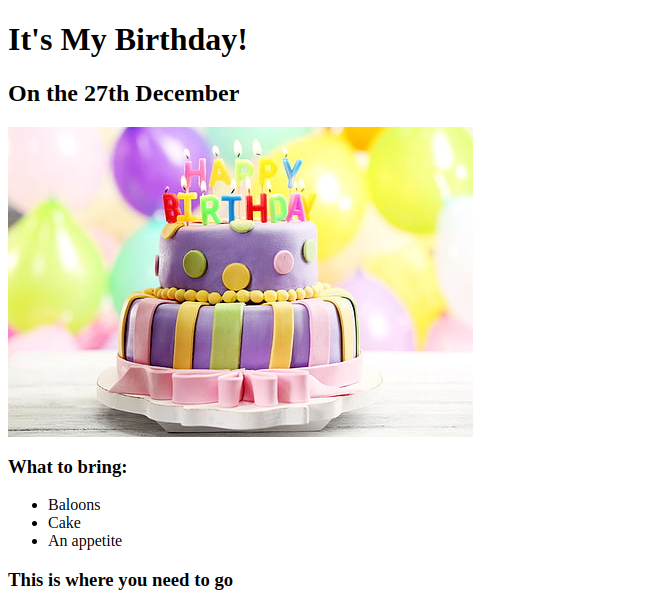 It's My Birthday!
On the 27th December
HAPPY
BIRTHDAY
What to bring:
Baloons
Cake
An appetite
This is where you need to go